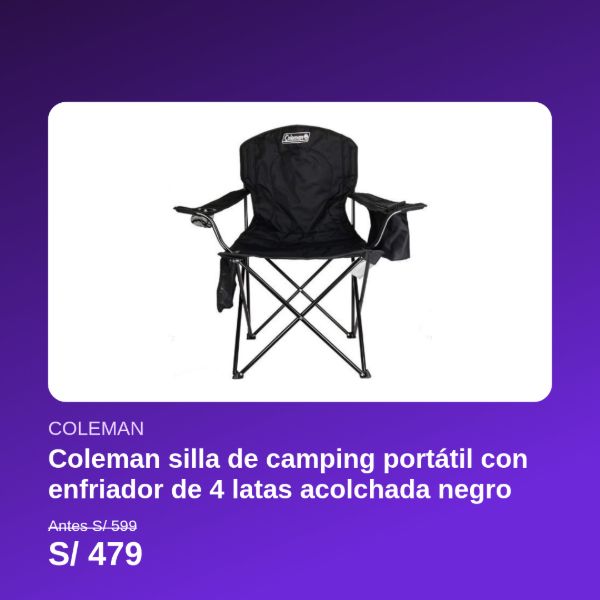 Coleman
COLEMAN
Coleman silla de camping portátil con
enfriador de 4 latas acolchada negro
Antes S/ 599
S/ 479